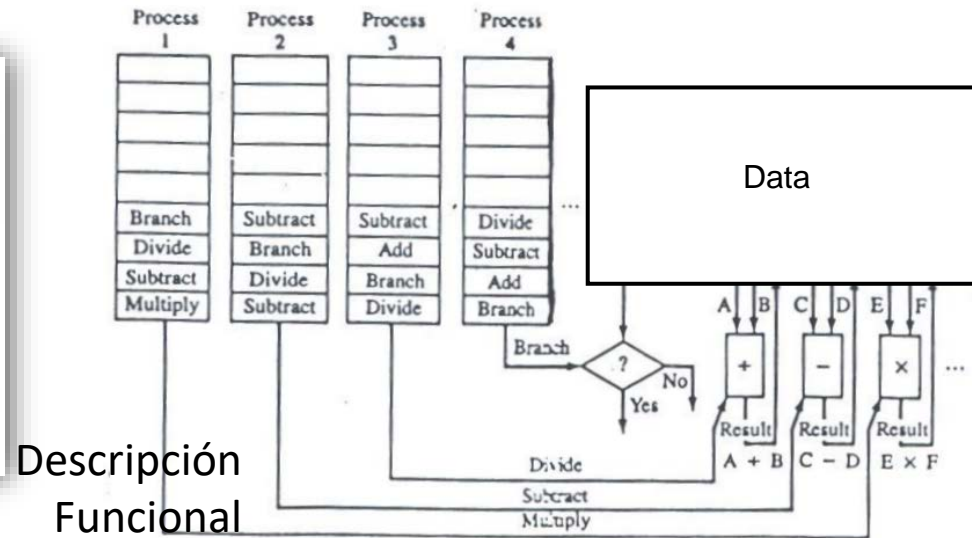 Process Process Process Process
1 2 3 4
Data
...
Branch Subtract Subtract Divide
Divide Branch Add Subtract
Subtract Divide Branch Add
Multiply Subtract Divide Branch
A B C D E F
Branch ? + − × ...
No
Yes
Result Result Result
A + B C − D E × F
Divide
Subtract
Multiply
Descripción
Funcional